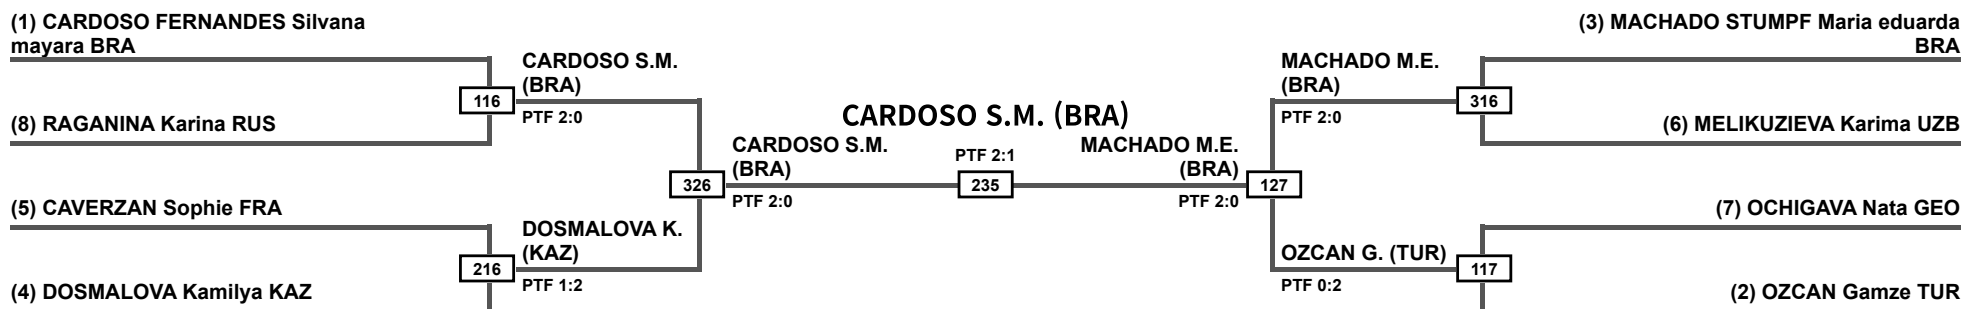 (1) CARDOSO FERNANDES Silvana
mayara BRA
(8) RAGANINA Karina RUS
(5) CAVERZAN Sophie FRA
(4) DOSMALOVA Kamilya KAZ
116
216
CARDOSO S.M.
(BRA)
PTF 2:0
DOSMALOVA K.
(KAZ)
PTF 1:2
326
CARDOSO S.M.
(BRA)
PTF 2:0
CARDOSO S.M. (BRA)
PTF 2:1
235
MACHADO M.E.
(BRA)
PTF 2:0
127
MACHADO M.E.
(BRA)
PTF 2:0
OZCAN G. (TUR)
PTF 0:2
316
117
(3) MACHADO STUMPF Maria eduarda
BRA
(6) MELIKUZIEVA Karima UZB
(7) OCHIGAVA Nata GEO
(2) OZCAN Gamze TUR